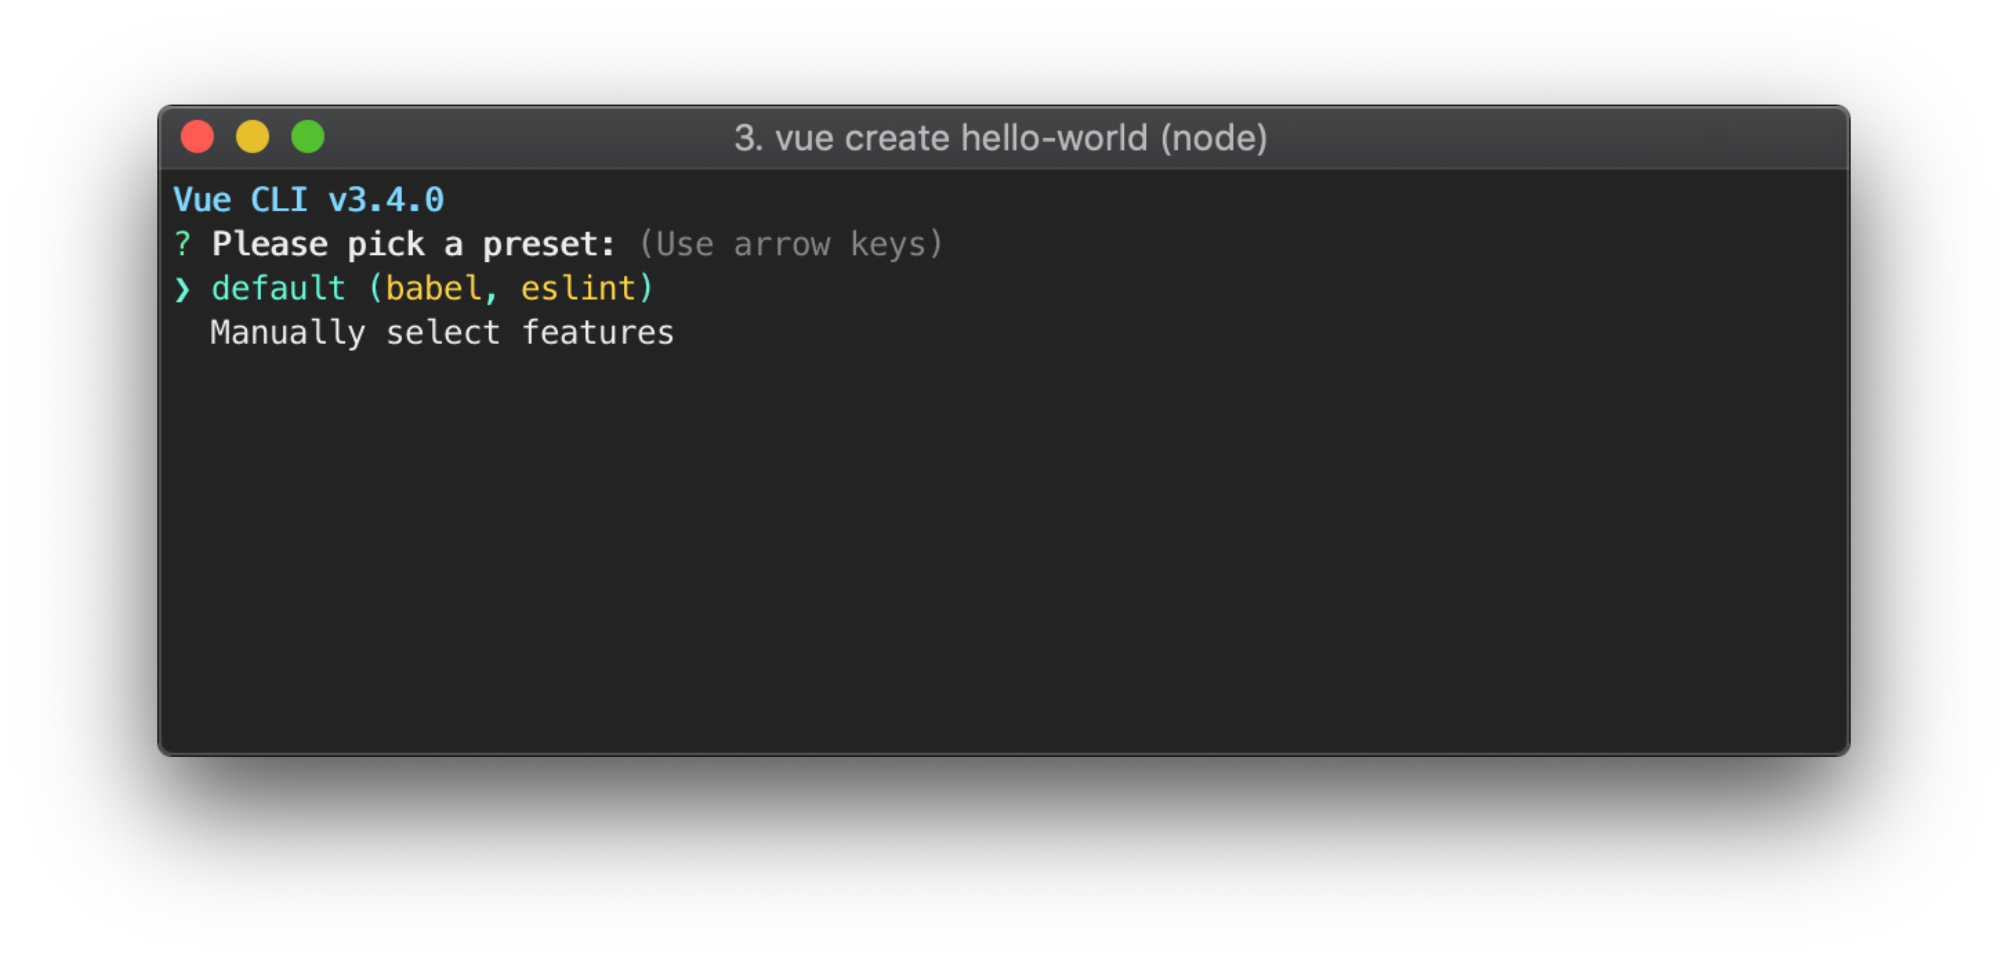 3. vue create hello-world (node)
Vue CLI v3.4.0
? Please pick a preset: (Use arrow keys)
❯ default (babel, eslint)
Manually select features